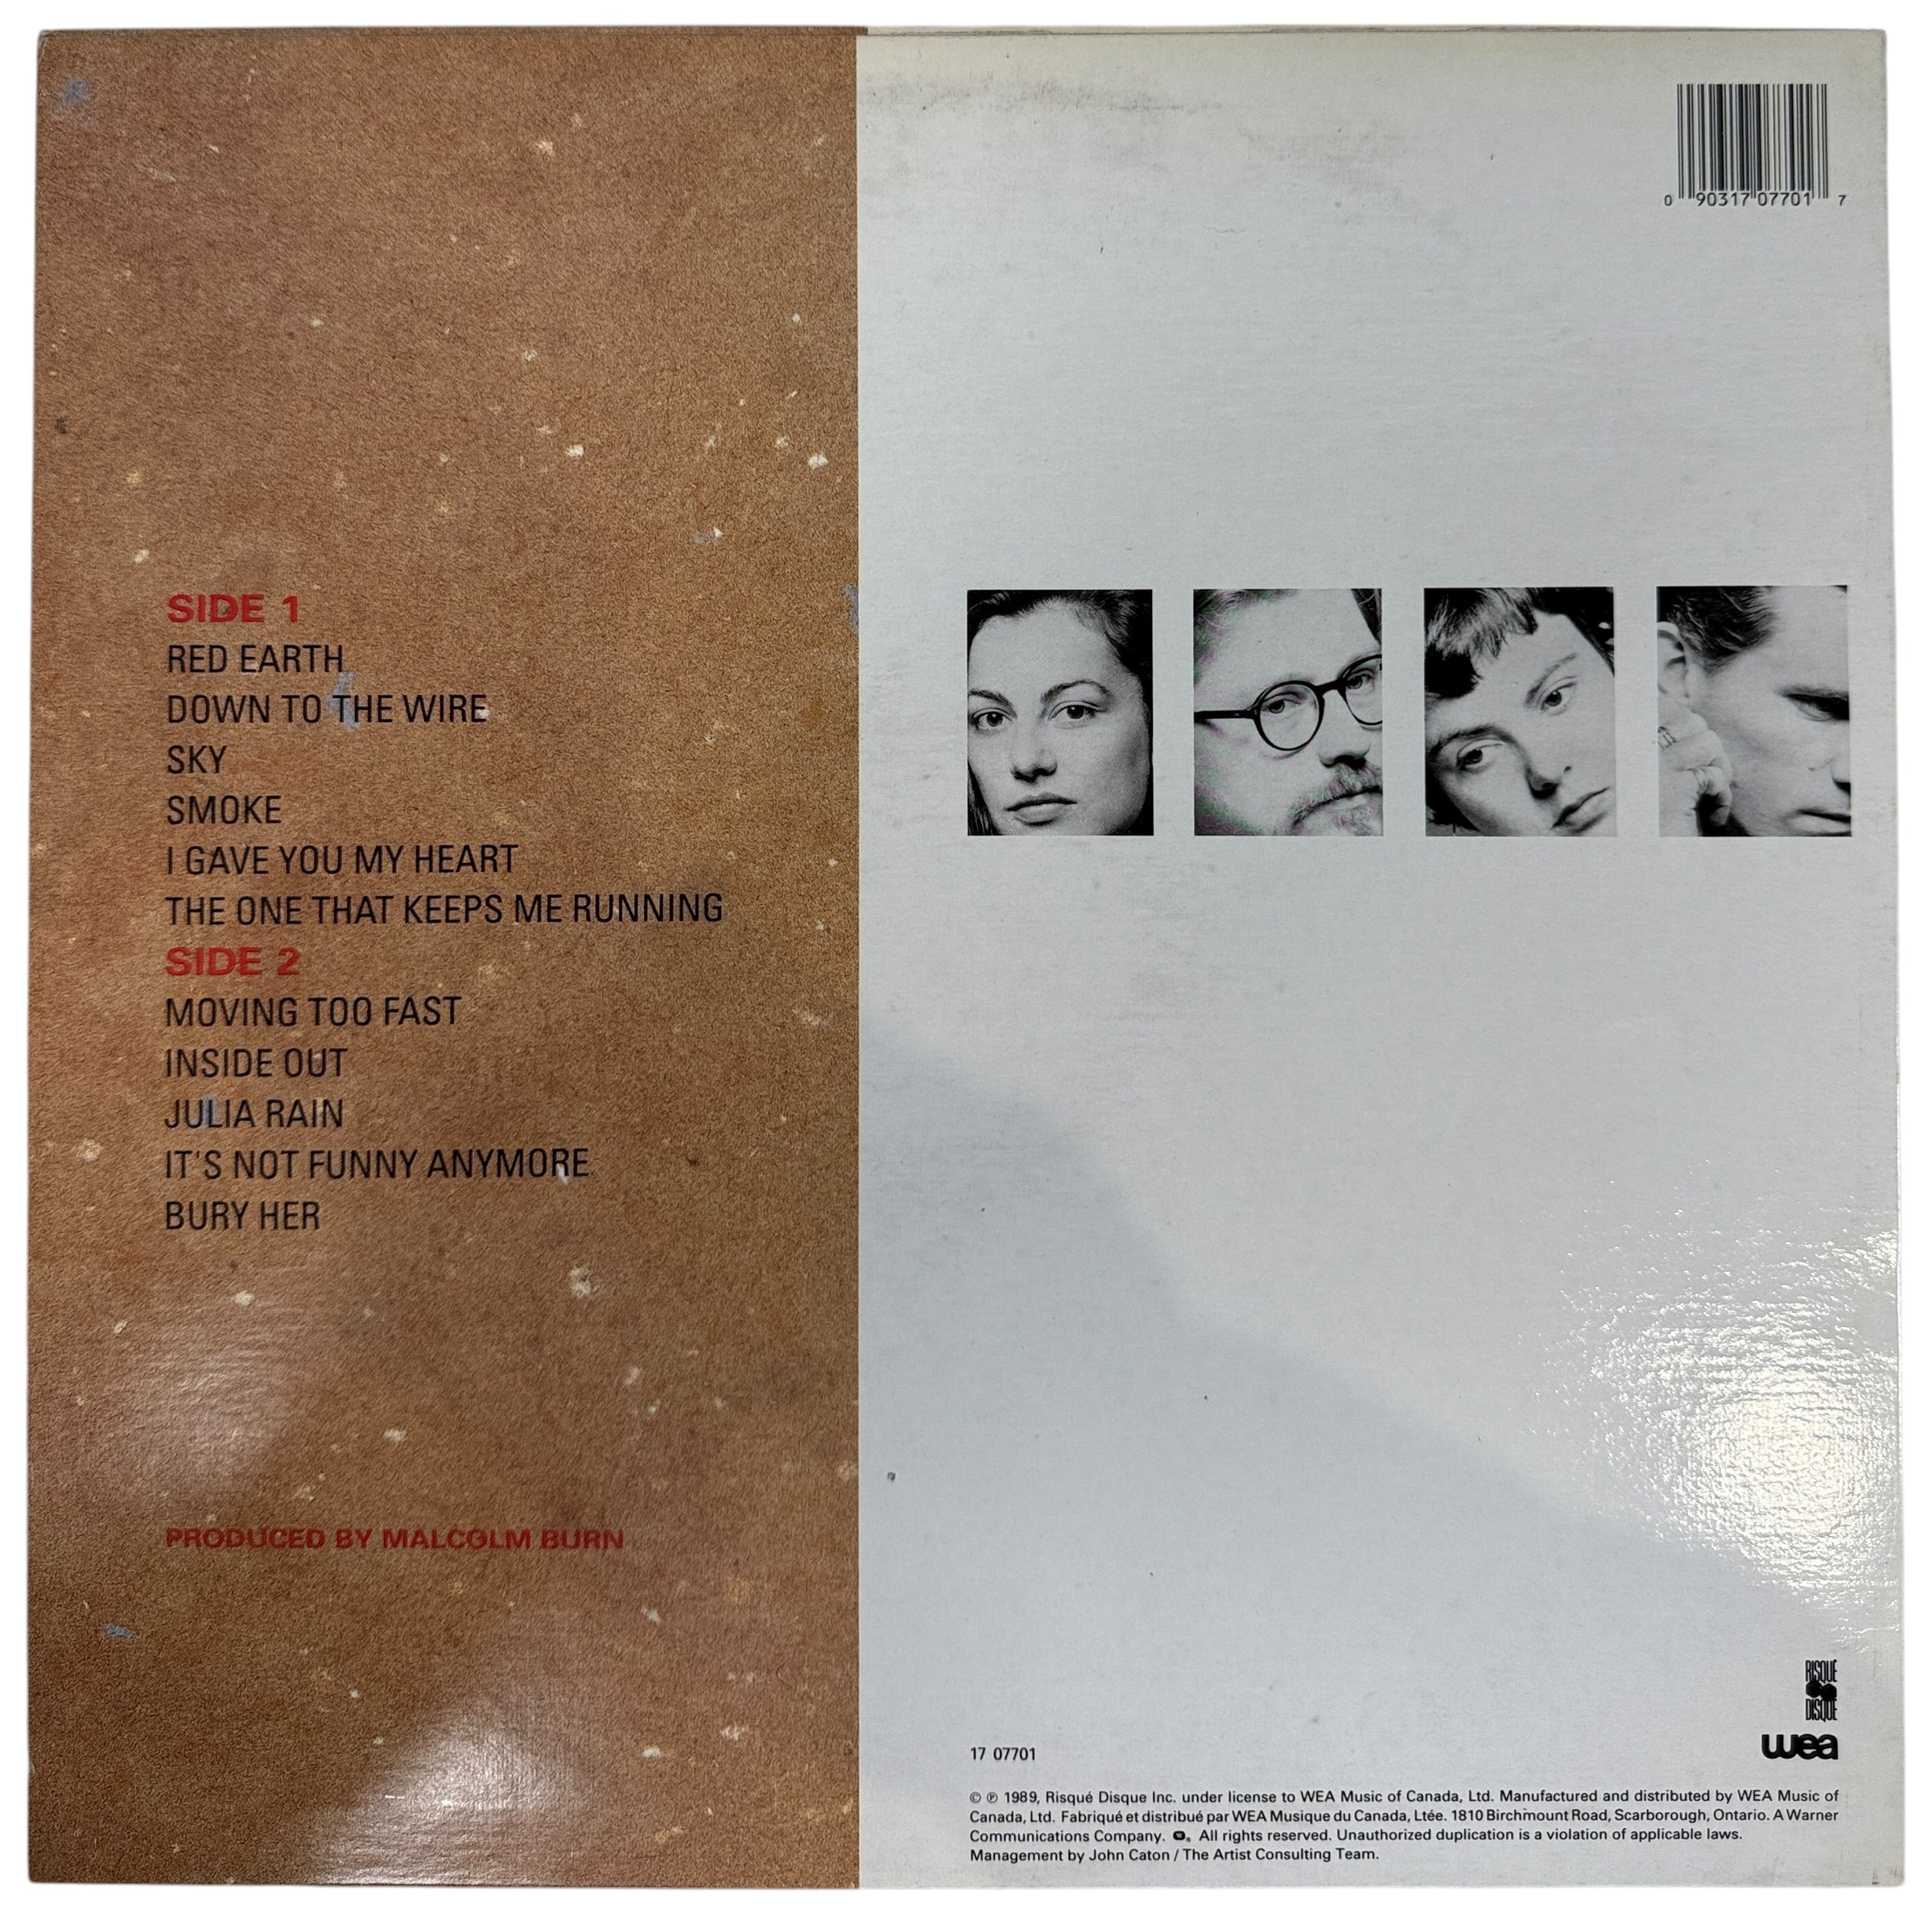 0 90317 07701 7
SIDE 1
RED EARTH
DOWN TO THE WIRE
SKY
SMOKE
I GAVE YOU MY HEART
THE ONE THAT KEEPS ME RUNNING
SIDE 2
MOVING TOO FAST
INSIDE OUT
JULIA RAIN
IT'S NOT FUNNY ANYMORE
BURY HER
PRODUCED BY MALCOLM BURN
RISQUÉ
DISQUE
wea
17 07701
© ℗ 1989, Risqué Disque Inc. under license to WEA Music of Canada, Ltd. Manufactured and distributed by WEA Music of
Canada, Ltd. Fabriqué et distribué par WEA Musique du Canada, Ltée. 1810 Birchmount Road, Scarborough, Ontario. A Warner
Communications Company. All rights reserved. Unauthorized duplication is a violation of applicable laws.
Management by John Caton / The Artist Consulting Team.